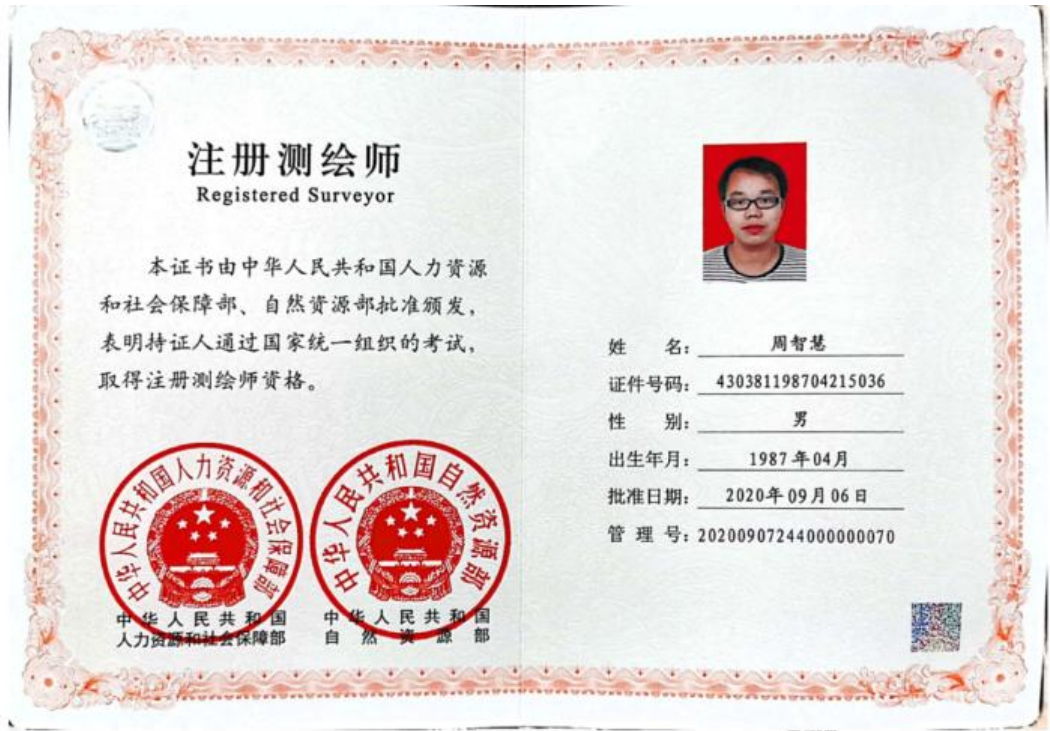 注册测绘师
Registered Surveyor
本证书由中华人民共和国人力资源
和社会保障部、自然资源部批准颁发,
表明持证人通过国家统一组织的考试,
取得注册测绘师资格。
中华人民共和国人力资源和社会保障部
中华人民共和国自然资源部
中华人民共和国
人力资源和社会保障部
中华人民共和国
自然资源部
姓 名: 周智慧
证件号码: 430381198704215036
性 别: 男
出生年月: 1987年04月
批准日期: 2020年09月06日
管 理 号: 20200907244000000070